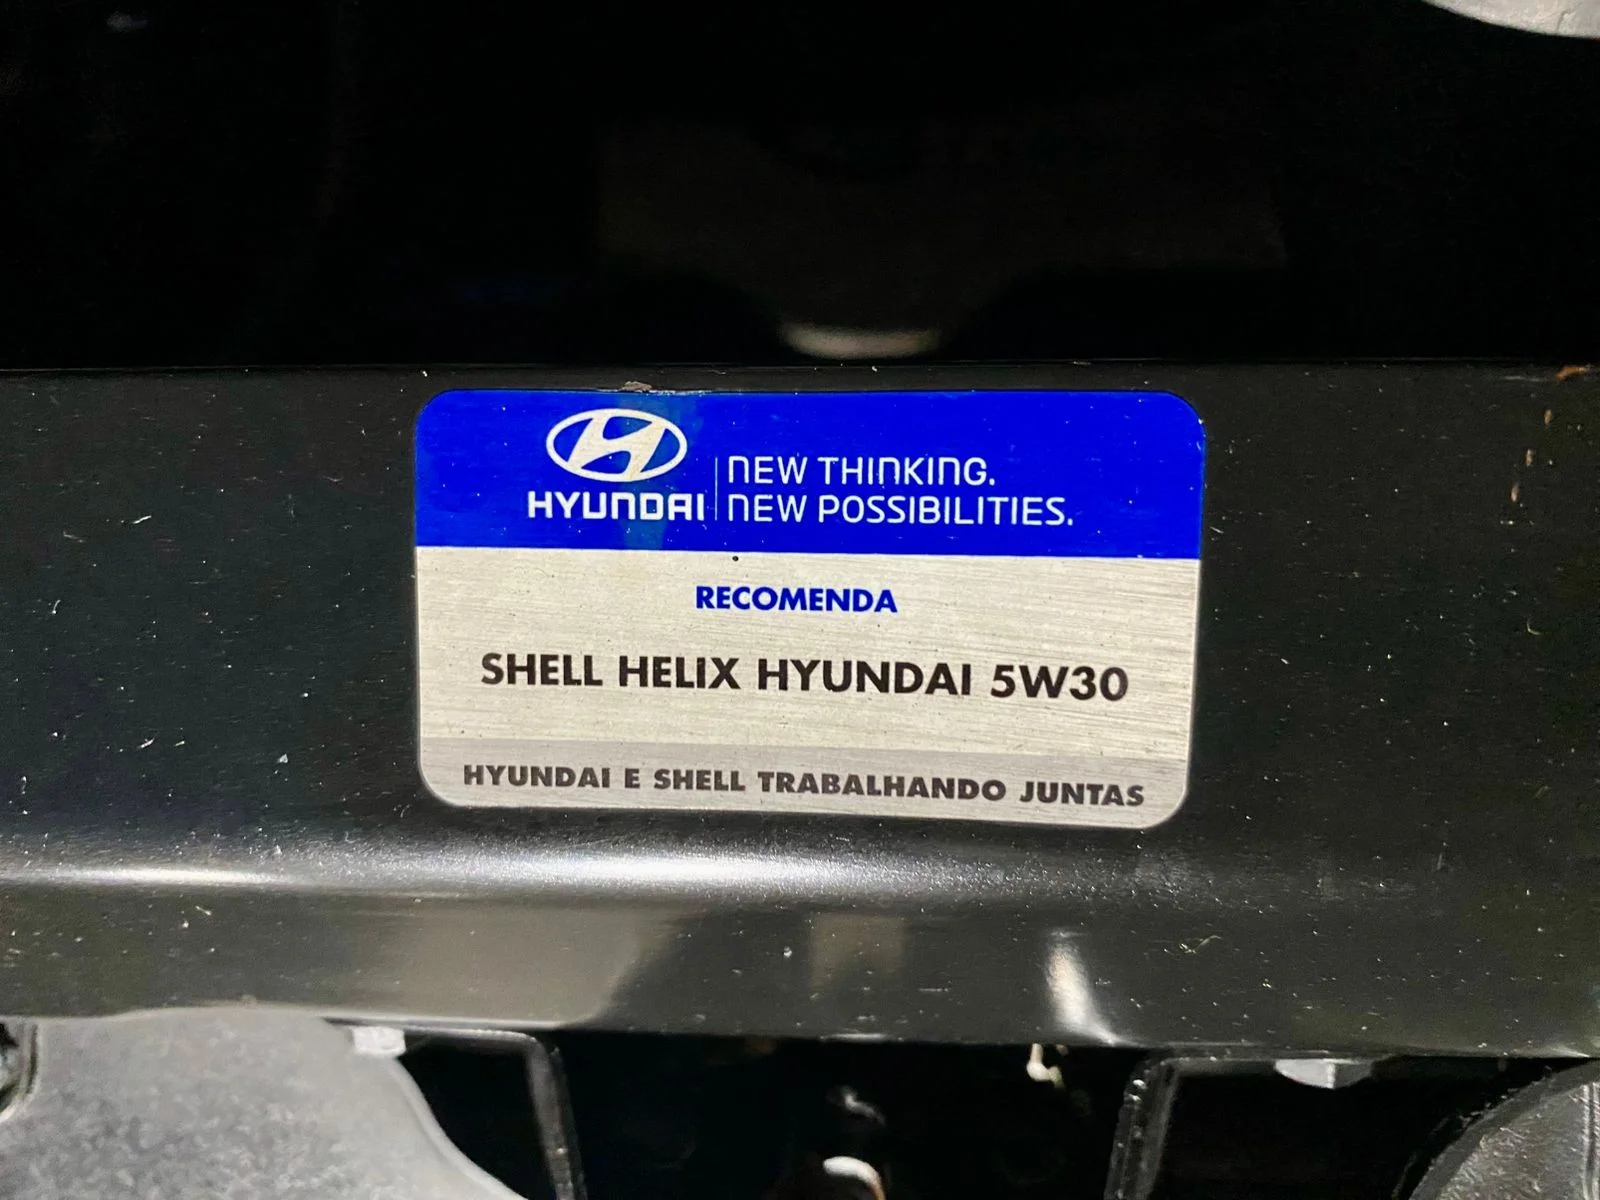 HYUNDAI
NEW THINKING.
NEW POSSIBILITIES.
RECOMENDA
SHELL HELIX HYUNDAI 5W30
HYUNDAI E SHELL TRABALHANDO JUNTAS